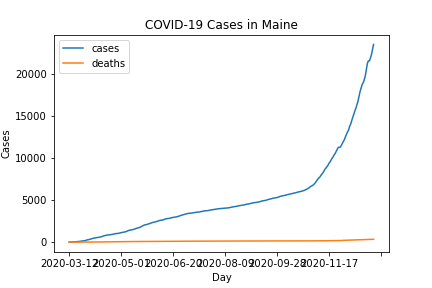 COVID-19 Cases in Maine
cases
deaths
20000
15000
10000
5000
0
Cases
2020-03-12 2020-05-01 2020-06-20 2020-08-09 2020-09-28 2020-11-17
Day